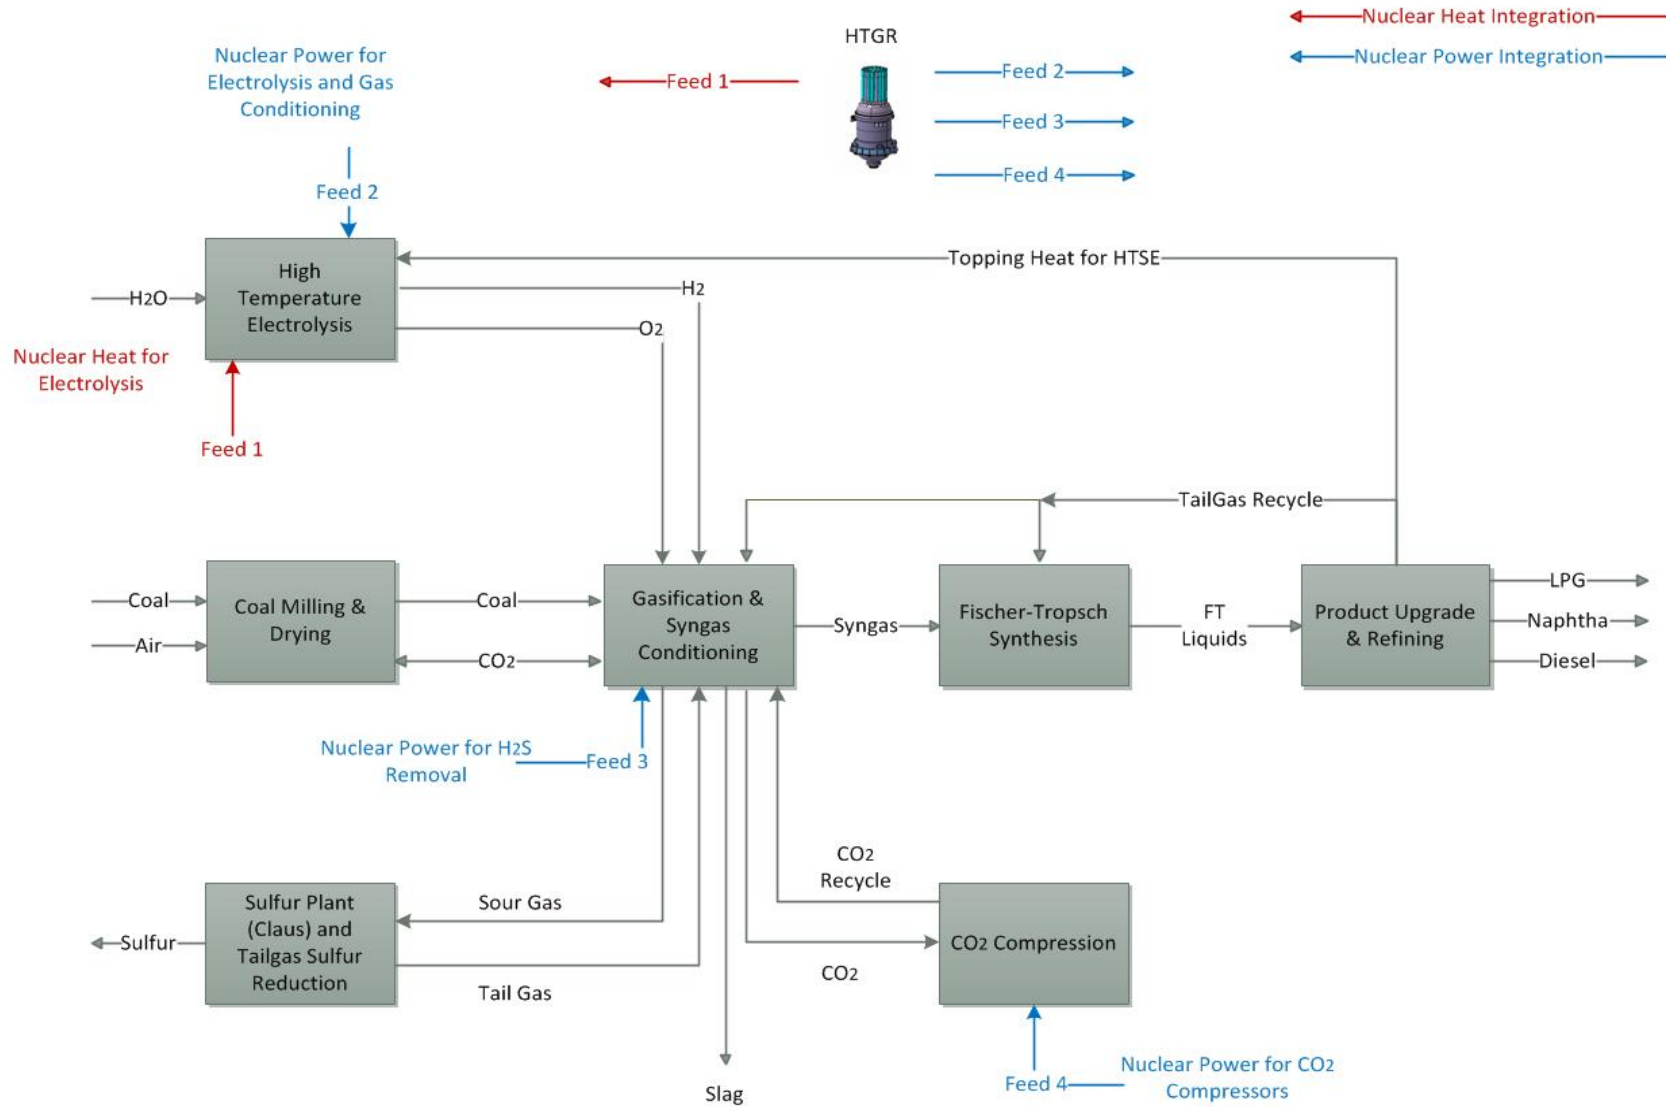 Nuclear Heat Integration
Nuclear Power Integration
HTGR
Feed 1
Feed 2
Feed 3
Feed 4
Nuclear Power for
Electrolysis and Gas
Conditioning
Feed 2
High
Temperature
Electrolysis
H2O
Topping Heat for HTSE
H2
O2
Nuclear Heat for
Electrolysis
Feed 1
TailGas Recycle
Coal
Air
Coal Milling &
Drying
Coal
CO2
Gasification &
Syngas
Conditioning
Syngas
Fischer-Tropsch
Synthesis
FT
Liquids
Product Upgrade
& Refining
LPG
Naphtha
Diesel
Nuclear Power for H2S
Removal
Feed 3
Sulfur
Sulfur Plant
(Claus) and
Tailgas Sulfur
Reduction
Sour Gas
Tail Gas
CO2
Recycle
CO2
CO2 Compression
Slag
Feed 4
Nuclear Power for CO2
Compressors